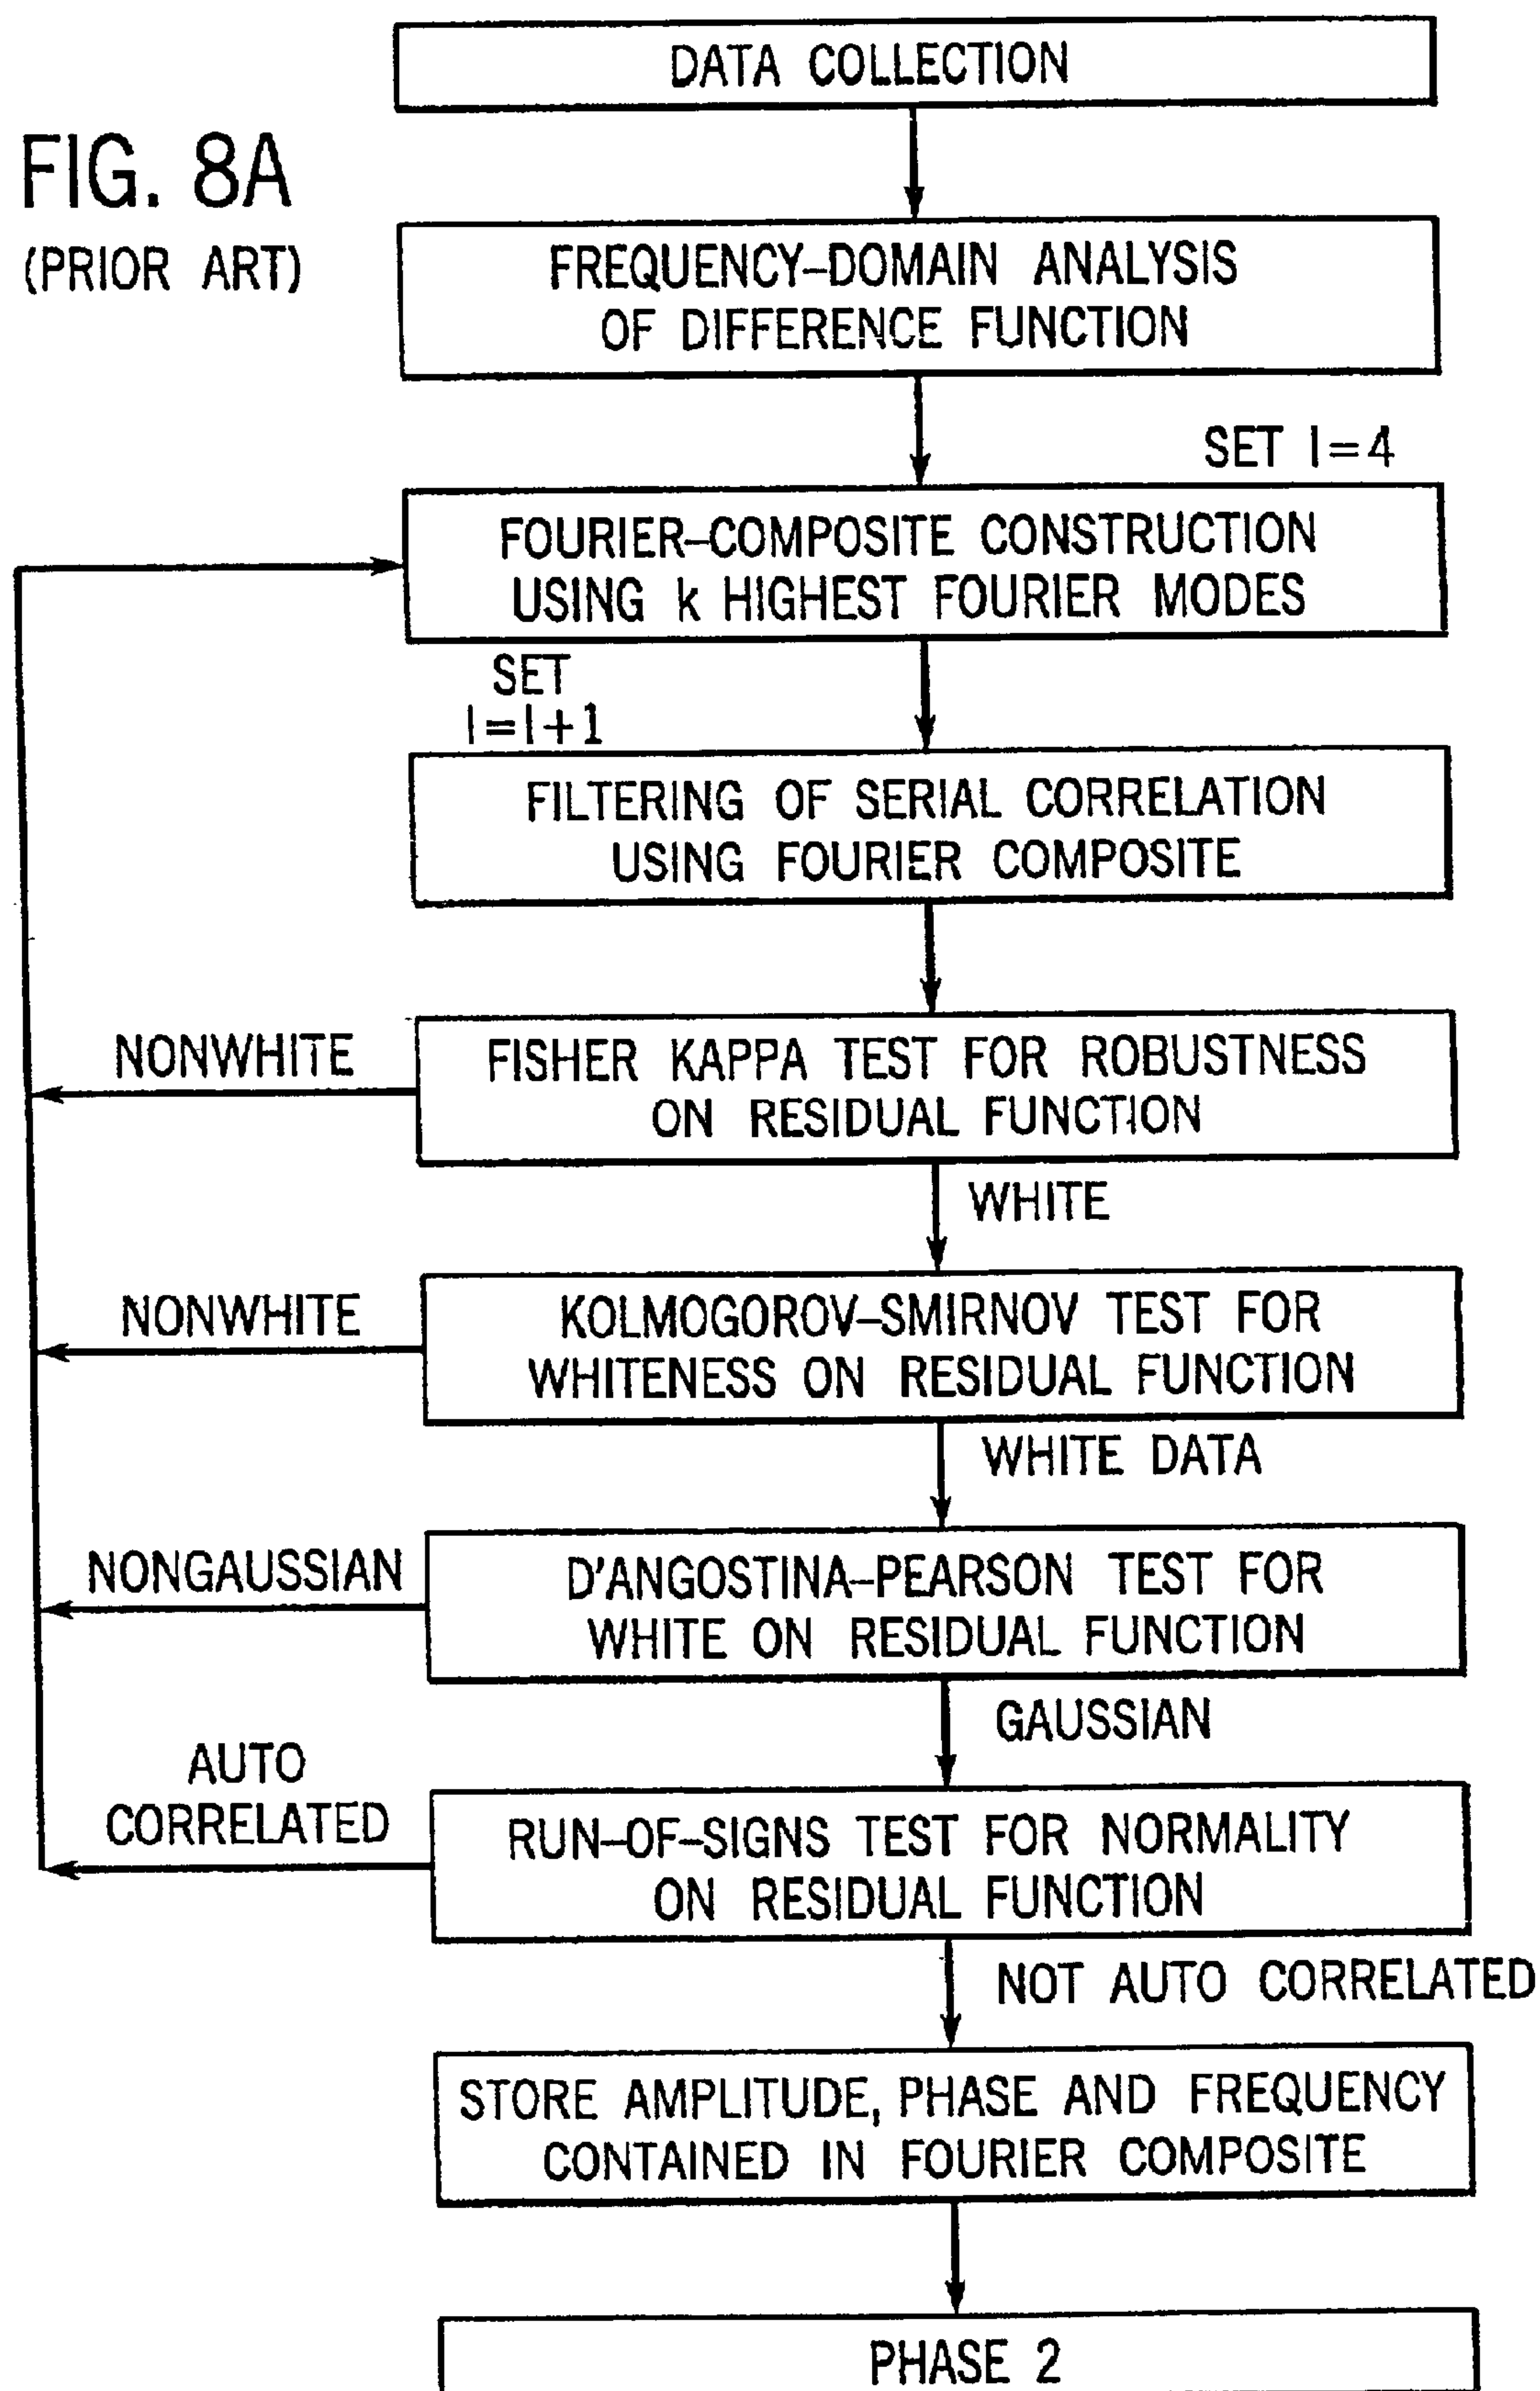 DATA COLLECTION
FIG. 8A
(PRIOR ART)
FREQUENCY-DOMAIN ANALYSIS
OF DIFFERENCE FUNCTION
SET I=4
FOURIER-COMPOSITE CONSTRUCTION
USING k HIGHEST FOURIER MODES
SET
I=I+1
FILTERING OF SERIAL CORRELATION
USING FOURIER COMPOSITE
NONWHITE
FISHER KAPPA TEST FOR ROBUSTNESS
ON RESIDUAL FUNCTION
WHITE
NONWHITE
KOLMOGOROV-SMIRNOV TEST FOR
WHITENESS ON RESIDUAL FUNCTION
WHITE DATA
NONGAUSSIAN
D'ANGOSTINA-PEARSON TEST FOR
WHITE ON RESIDUAL FUNCTION
GAUSSIAN
AUTO
CORRELATED
RUN-OF-SIGNS TEST FOR NORMALITY
ON RESIDUAL FUNCTION
NOT AUTO CORRELATED
STORE AMPLITUDE, PHASE AND FREQUENCY
CONTAINED IN FOURIER COMPOSITE
PHASE 2